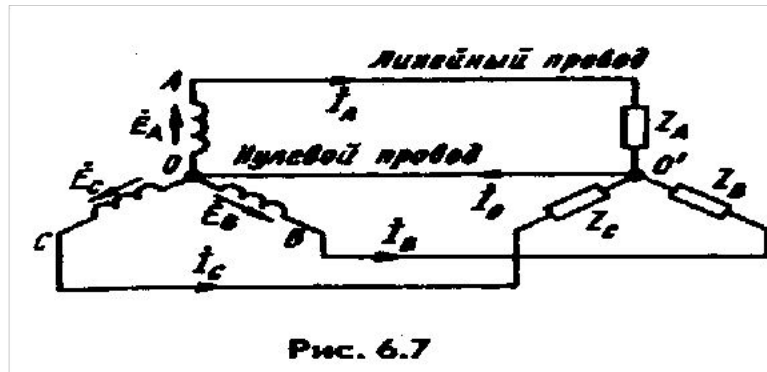 Линейный провод
A
İ_A
Ė_A
Z_A
O
Нулевой провод
O'
Ė_C
Ė_B
İ_0
Z_C
Z_B
C
B
İ_B
İ_C
Рис. 6.7